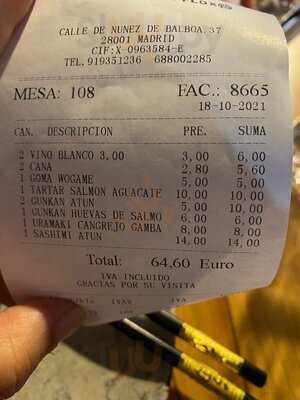 CALLE DE NUNEZ DE BALBOA,37
28001 MADRID
CIF:X-0963584-E
TEL.919351236 688002285
MESA: 108 FAC.: 8665
18-10-2021
CAN. DESCRIPCION PRE. SUMA
2 VINO BLANCO 3,00 3,00 6,00
2 CANA 2,80 5,60
1 GOMA WOGAME 5,00 5,00
1 TARTAR SALMON AGUACATE 10,00 10,00
2 GUNKAN ATUN 5,00 10,00
1 GUNKAN HUEVAS DE SALMO 6,00 6,00
1 URAMAKI CANGREJO GAMBA 8,00 8,00
1 SASHIMI ATUN 14,00 14,00
Total: 64,60 Euro
IVA INCLUIDO
GRACIAS POR SU VISITA
IVA% IVA